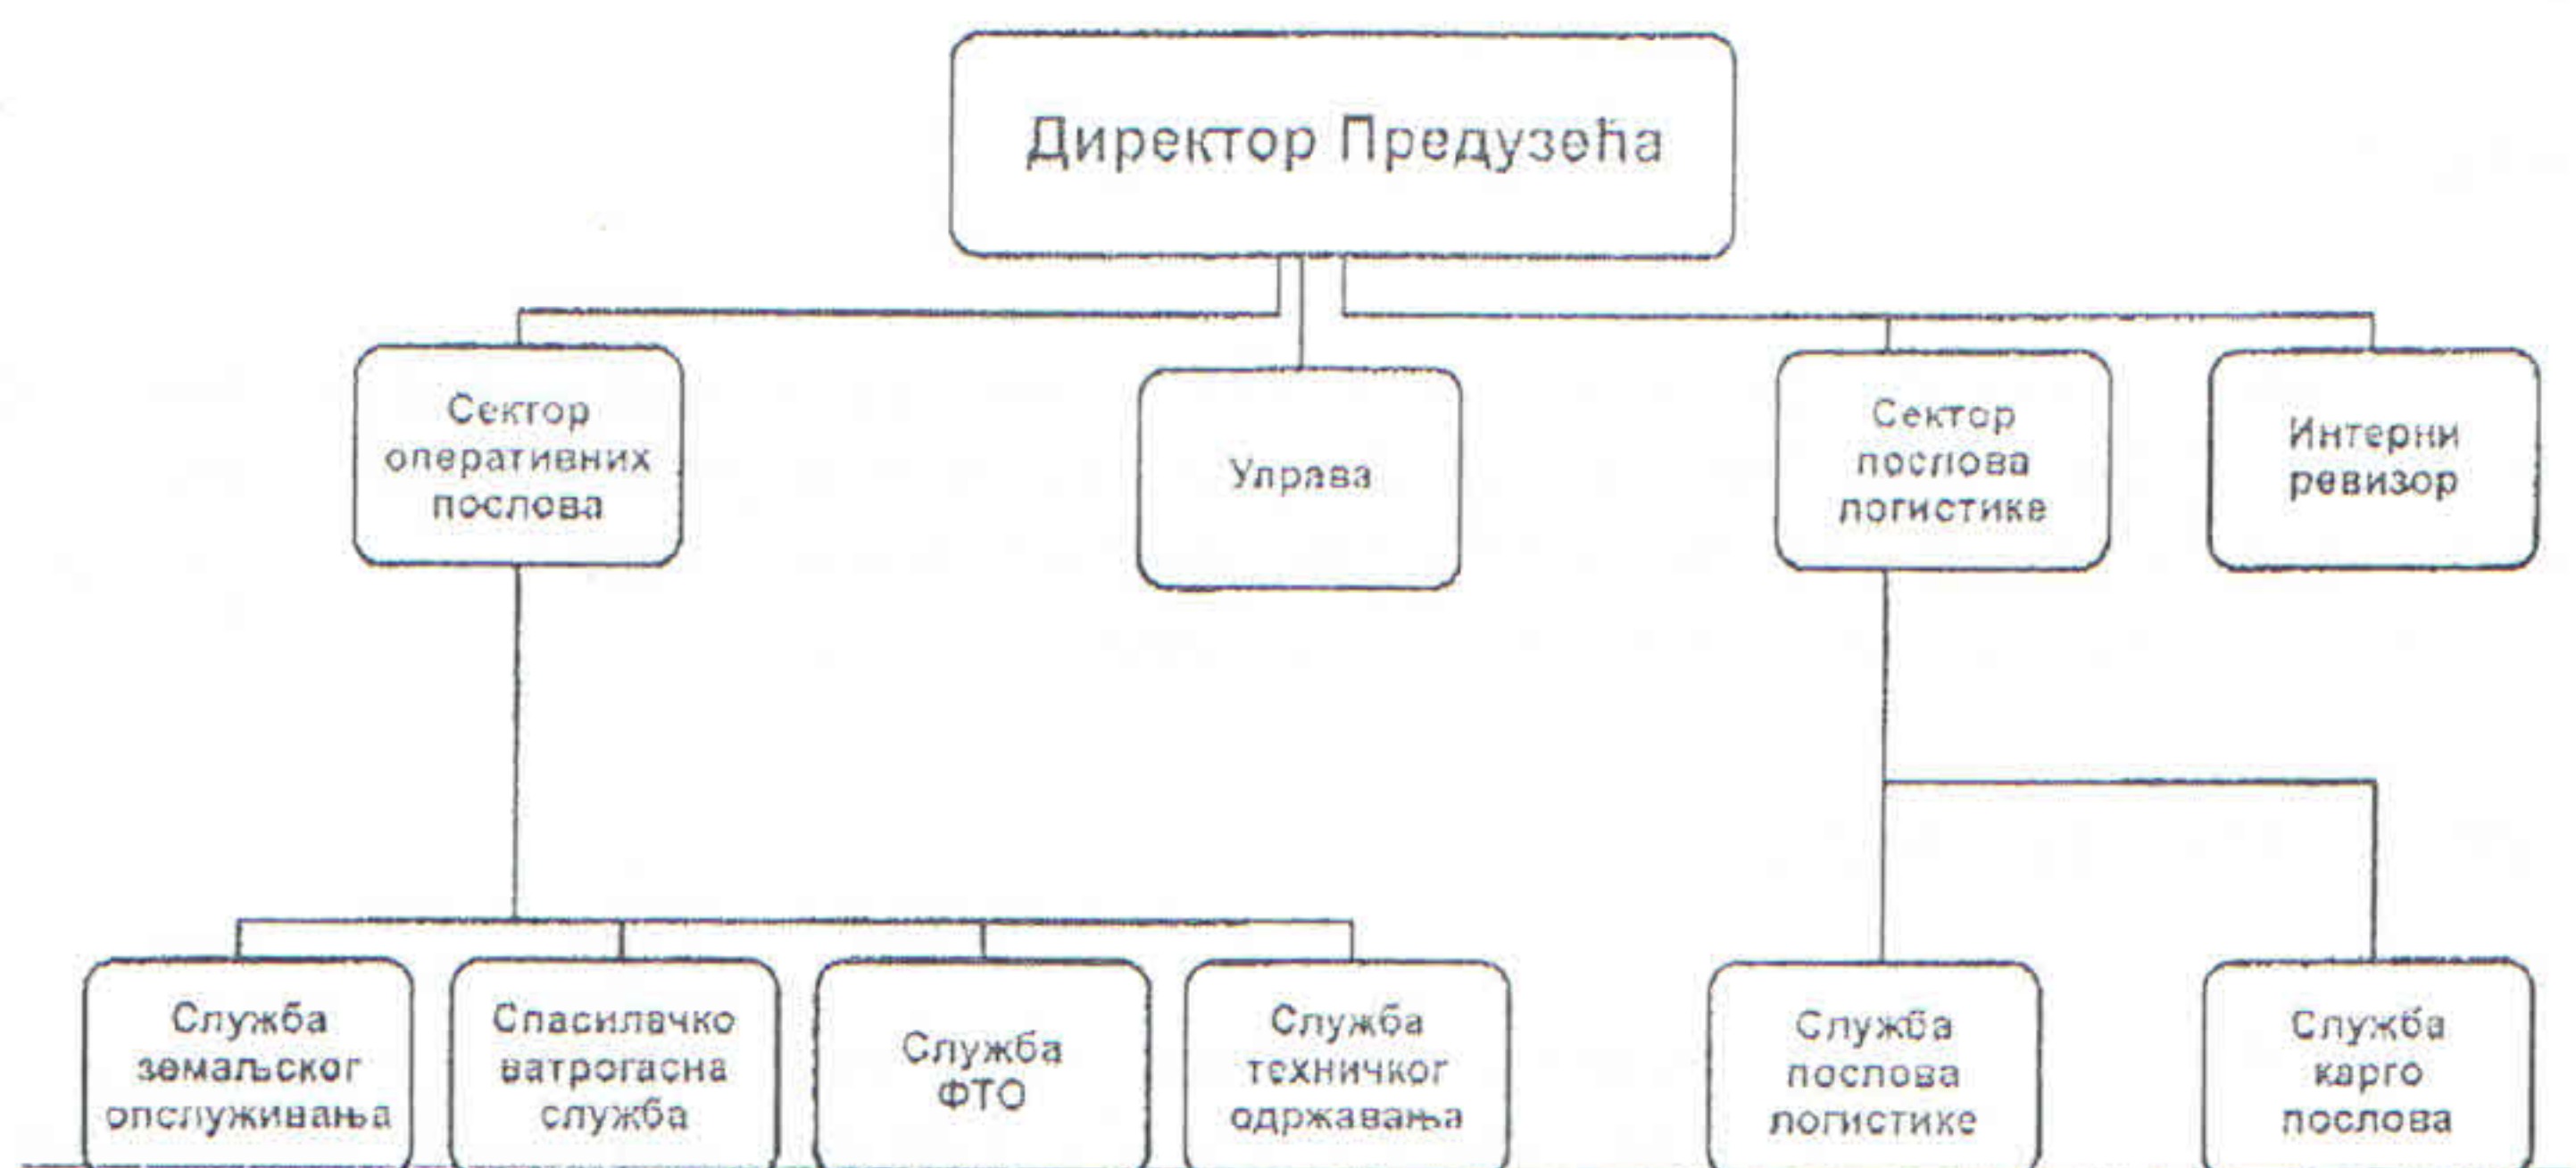 Директор Предузећа
Сектор
оперативних
послова
Управа
Сектор
послова
логистике
Интерни
ревизор
Служба
земаљског
опслуживања
Спасилачко
ватрогасна
служба
Служба
ФТО
Служба
техничког
одржавања
Служба
послова
логистике
Служба
карго
послова